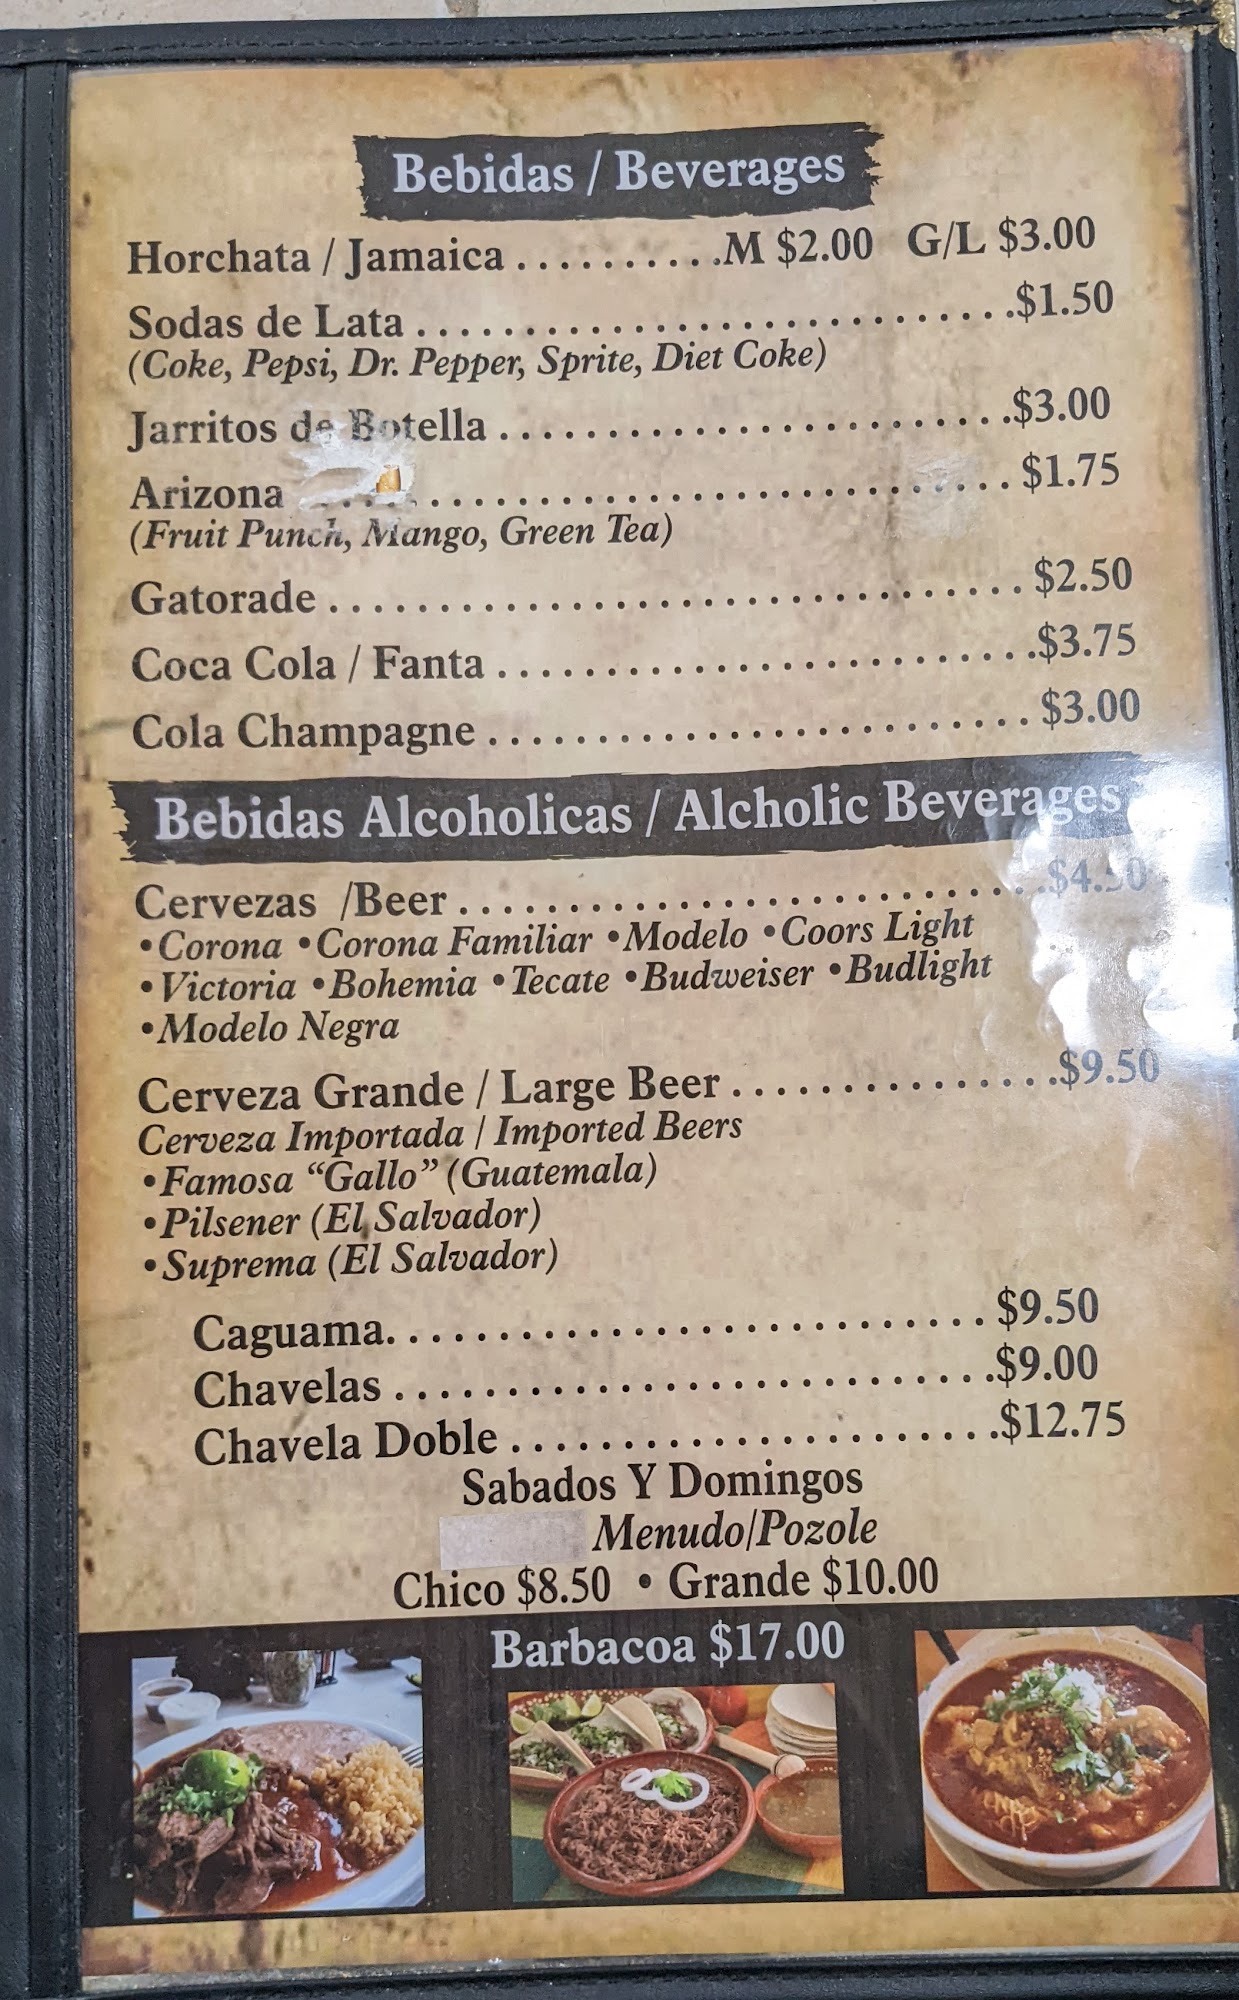 Bebidas / Beverages
Horchata / Jamaica ..........M $2.00 G/L $3.00
Sodas de Lata ..............................$1.50
(Coke, Pepsi, Dr. Pepper, Sprite, Diet Coke)
Jarritos de Botella .........................$3.00
Arizona .............................. $1.75
(Fruit Punch, Mango, Green Tea)
Gatorade ................................ $2.50
Coca Cola / Fanta .........................$3.75
Cola Champagne ......................... $3.00
Bebidas Alcoholicas / Alcholic Beverages
Cervezas /Beer ...........................$4.50
•Corona •Corona Familiar •Modelo •Coors Light
•Victoria •Bohemia •Tecate •Budweiser •Budlight
•Modelo Negra
Cerveza Grande / Large Beer ...............$9.50
Cerveza Importada / Imported Beers
•Famosa “Gallo” (Guatemala)
•Pilsener (El Salvador)
•Suprema (El Salvador)
Caguama............................. $9.50
Chavelas ............................$9.00
Chavela Doble .......................$12.75
Sabados Y Domingos
Menudo/Pozole
Chico $8.50 • Grande $10.00
Barbacoa $17.00